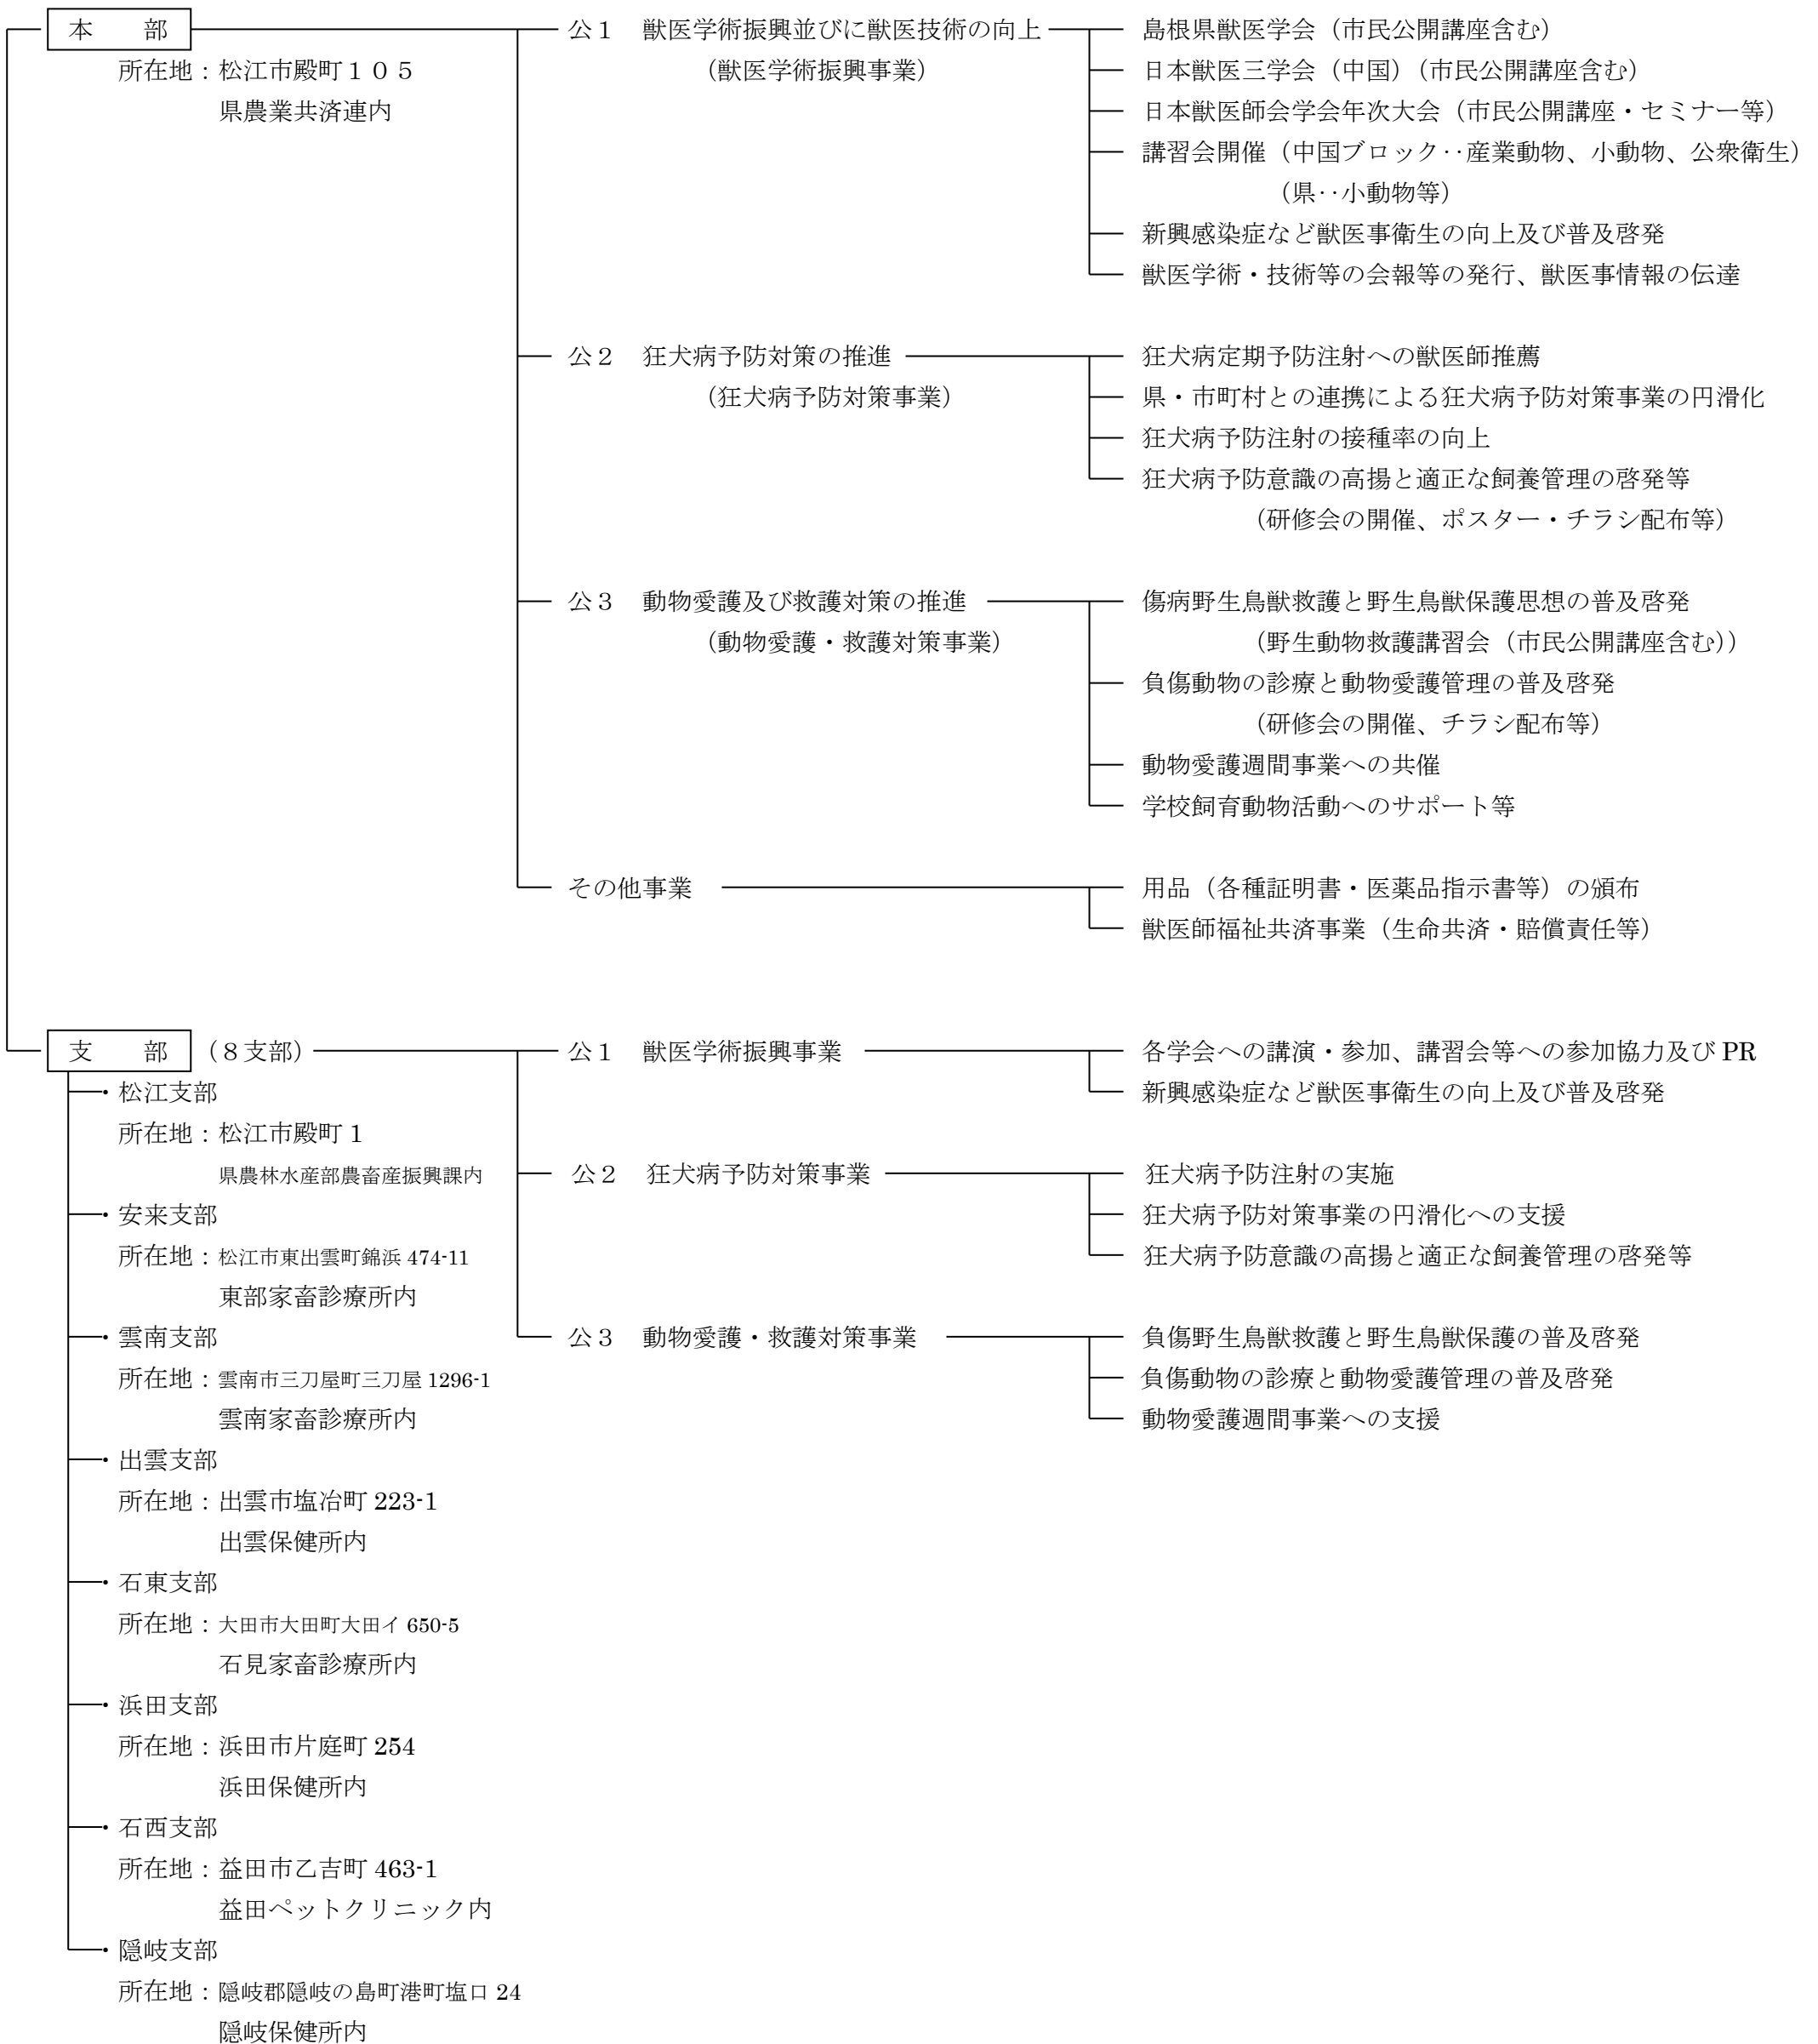 本　　部
所在地：松江市殿町１０５
県農業共済連内
公１　獣医学術振興並びに獣医技術の向上
（獣医学術振興事業）
島根県獣医学会（市民公開講座含む）
日本獣医三学会（中国）（市民公開講座含む）
日本獣医師会学会年次大会（市民公開講座・セミナー等）
講習会開催（中国ブロック‥産業動物、小動物、公衆衛生）
（県‥小動物等）
新興感染症など獣医事衛生の向上及び普及啓発
獣医学術・技術等の会報等の発行、獣医事情報の伝達
公２　狂犬病予防対策の推進
（狂犬病予防対策事業）
狂犬病定期予防注射への獣医師推薦
県・市町村との連携による狂犬病予防対策事業の円滑化
狂犬病予防注射の接種率の向上
狂犬病予防意識の高揚と適正な飼養管理の啓発等
（研修会の開催、ポスター・チラシ配布等）
公３　動物愛護及び救護対策の推進
（動物愛護・救護対策事業）
傷病野生鳥獣救護と野生鳥獣保護思想の普及啓発
（野生動物救護講習会（市民公開講座含む））
負傷動物の診療と動物愛護管理の普及啓発
（研修会の開催、チラシ配布等）
動物愛護週間事業への共催
学校飼育動物活動へのサポート等
その他事業
用品（各種証明書・医薬品指示書等）の頒布
獣医師福祉共済事業（生命共済・賠償責任等）
支　　部　（８支部）
公１　獣医学術振興事業
各学会への講演・参加、講習会等への参加協力及び PR
新興感染症など獣医事衛生の向上及び普及啓発
公２　狂犬病予防対策事業
狂犬病予防注射の実施
狂犬病予防対策事業の円滑化への支援
狂犬病予防意識の高揚と適正な飼養管理の啓発等
公３　動物愛護・救護対策事業
負傷野生鳥獣救護と野生鳥獣保護の普及啓発
負傷動物の診療と動物愛護管理の普及啓発
動物愛護週間事業への支援
・松江支部
所在地：松江市殿町 1
県農林水産部農畜産振興課内
・安来支部
所在地：松江市東出雲町錦浜 474-11
東部家畜診療所内
・雲南支部
所在地：雲南市三刀屋町三刀屋 1296-1
雲南家畜診療所内
・出雲支部
所在地：出雲市塩冶町 223-1
出雲保健所内
・石東支部
所在地：大田市大田町大田イ 650-5
石見家畜診療所内
・浜田支部
所在地：浜田市片庭町 254
浜田保健所内
・石西支部
所在地：益田市乙吉町 463-1
益田ペットクリニック内
・隠岐支部
所在地：隠岐郡隠岐の島町港町塩口 24
隠岐保健所内